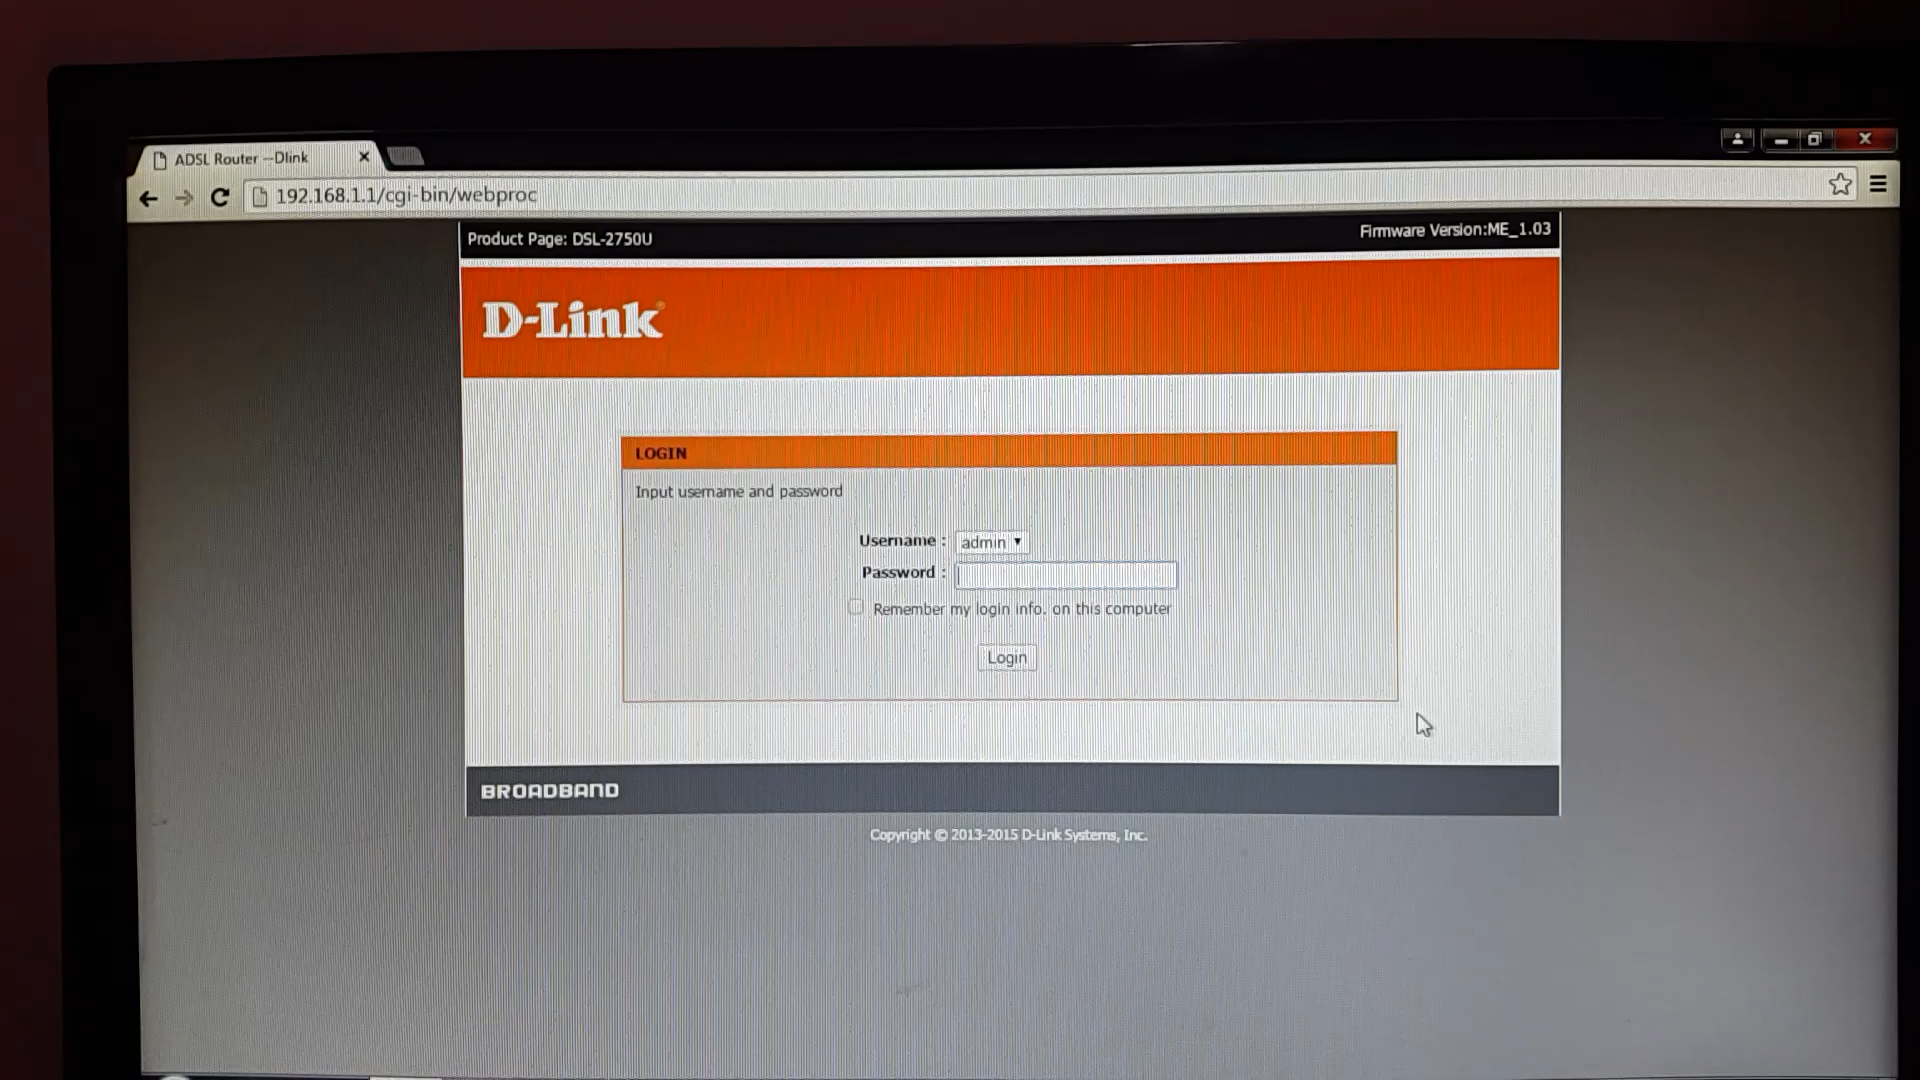 ADSL Router --Dlink
192.168.1.1/cgi-bin/webproc
Product Page: DSL-2750U
Firmware Version:ME_1.03
D-Link
LOGIN
Input username and password
Username : admin
Password :
Remember my login info. on this computer
Login
BROADBAND
Copyright © 2013-2015 D-Link Systems, Inc.